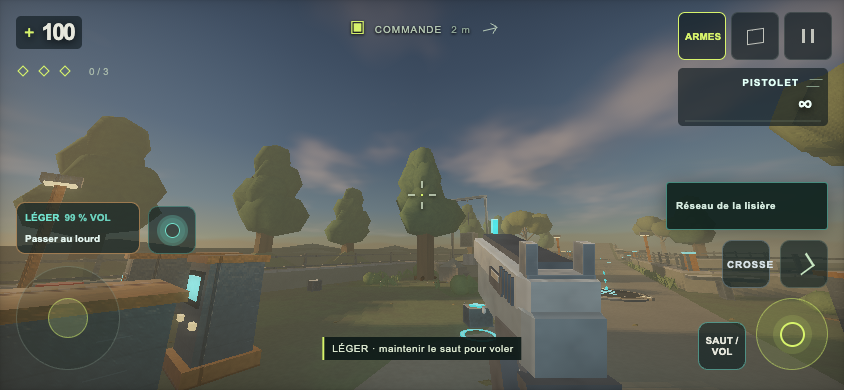 + 100
COMMANDE 2 m
ARMES
0 / 3
PISTOLET
∞
LÉGER 99 % VOL
Passer au lourd
Réseau de la lisière
CROSSE
SAUT /
VOL
LÉGER · maintenir le saut pour voler